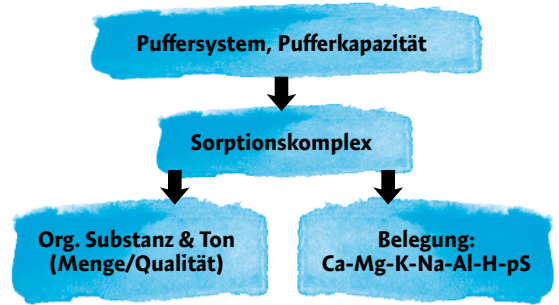 Puffersystem, Pufferkapazität
Sorptionskomplex
Org. Substanz & Ton
(Menge/Qualität)
Belegung:
Ca-Mg-K-Na-Al-H-pS